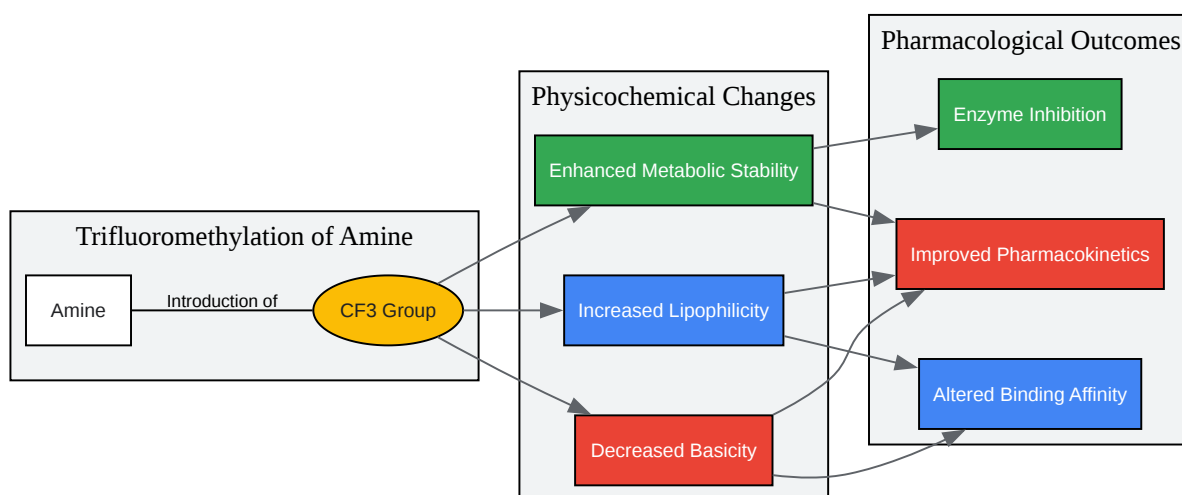 Trifluoromethylation of Amine
Amine
Introduction of
CF3 Group
Physicochemical Changes
Enhanced Metabolic Stability
Increased Lipophilicity
Decreased Basicity
Pharmacological Outcomes
Enzyme Inhibition
Improved Pharmacokinetics
Altered Binding Affinity